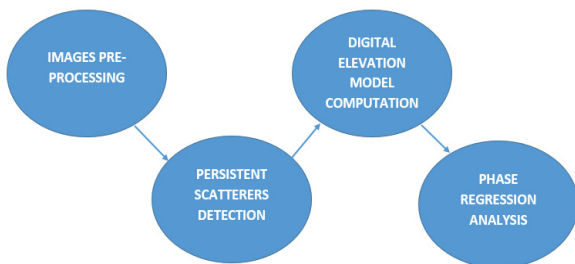 IMAGES PRE-
PROCESSING
PERSISTENT
SCATTERERS
DETECTION
DIGITAL
ELEVATION
MODEL
COMPUTATION
PHASE
REGRESSION
ANALYSIS